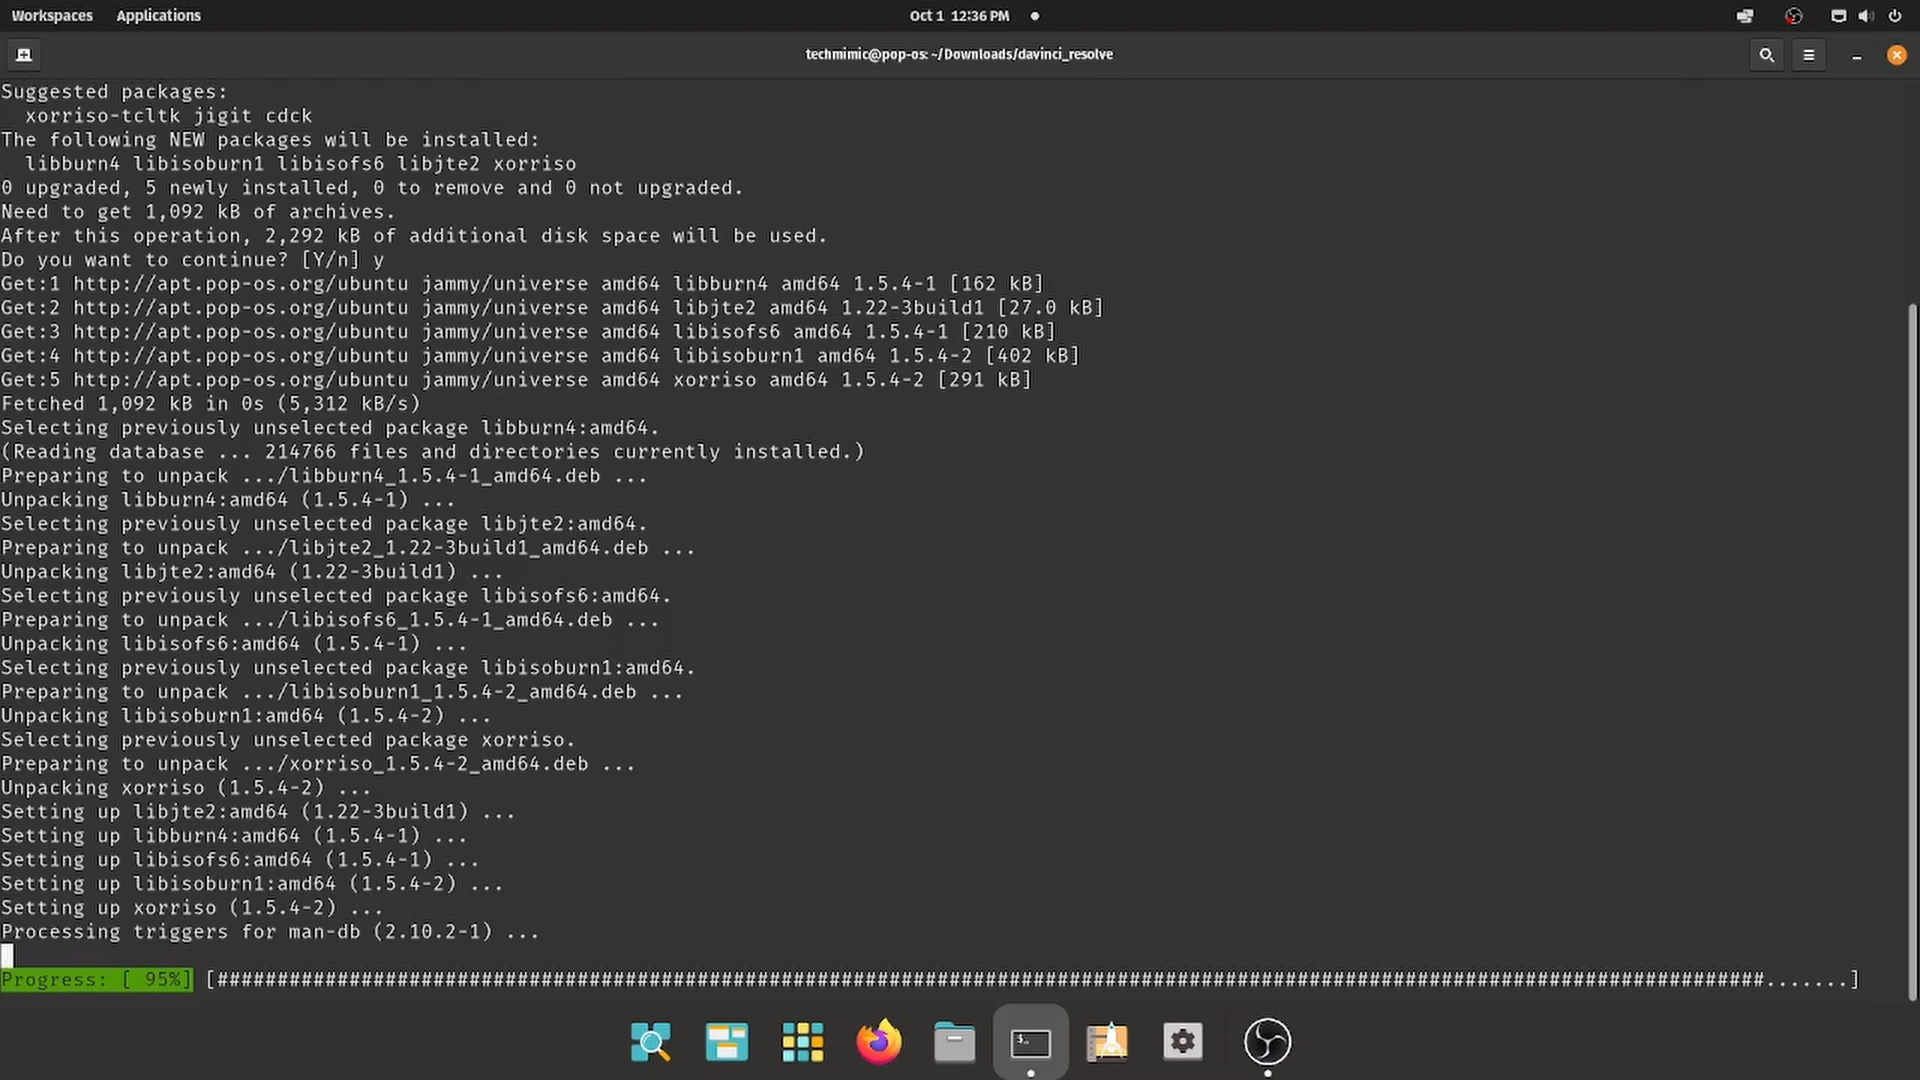 Workspaces Applications Oct 1 12:36 PM
techmimic@pop-os: ~/Downloads/davinci_resolve
Suggested packages:
  xorriso-tcltk jigit cdck
The following NEW packages will be installed:
  libburn4 libisoburn1 libisofs6 libjte2 xorriso
0 upgraded, 5 newly installed, 0 to remove and 0 not upgraded.
Need to get 1,092 kB of archives.
After this operation, 2,292 kB of additional disk space will be used.
Do you want to continue? [Y/n] y
Get:1 http://apt.pop-os.org/ubuntu jammy/universe amd64 libburn4 amd64 1.5.4-1 [162 kB]
Get:2 http://apt.pop-os.org/ubuntu jammy/universe amd64 libjte2 amd64 1.22-3build1 [27.0 kB]
Get:3 http://apt.pop-os.org/ubuntu jammy/universe amd64 libisofs6 amd64 1.5.4-1 [210 kB]
Get:4 http://apt.pop-os.org/ubuntu jammy/universe amd64 libisoburn1 amd64 1.5.4-2 [402 kB]
Get:5 http://apt.pop-os.org/ubuntu jammy/universe amd64 xorriso amd64 1.5.4-2 [291 kB]
Fetched 1,092 kB in 0s (5,312 kB/s)
Selecting previously unselected package libburn4:amd64.
(Reading database ... 214766 files and directories currently installed.)
Preparing to unpack .../libburn4_1.5.4-1_amd64.deb ...
Unpacking libburn4:amd64 (1.5.4-1) ...
Selecting previously unselected package libjte2:amd64.
Preparing to unpack .../libjte2_1.22-3build1_amd64.deb ...
Unpacking libjte2:amd64 (1.22-3build1) ...
Selecting previously unselected package libisofs6:amd64.
Preparing to unpack .../libisofs6_1.5.4-1_amd64.deb ...
Unpacking libisofs6:amd64 (1.5.4-1) ...
Selecting previously unselected package libisoburn1:amd64.
Preparing to unpack .../libisoburn1_1.5.4-2_amd64.deb ...
Unpacking libisoburn1:amd64 (1.5.4-2) ...
Selecting previously unselected package xorriso.
Preparing to unpack .../xorriso_1.5.4-2_amd64.deb ...
Unpacking xorriso (1.5.4-2) ...
Setting up libjte2:amd64 (1.22-3build1) ...
Setting up libburn4:amd64 (1.5.4-1) ...
Setting up libisofs6:amd64 (1.5.4-1) ...
Setting up libisoburn1:amd64 (1.5.4-2) ...
Setting up xorriso (1.5.4-2) ...
Processing triggers for man-db (2.10.2-1) ...
Progress: [ 95%] [#################################################################################################################################.......]